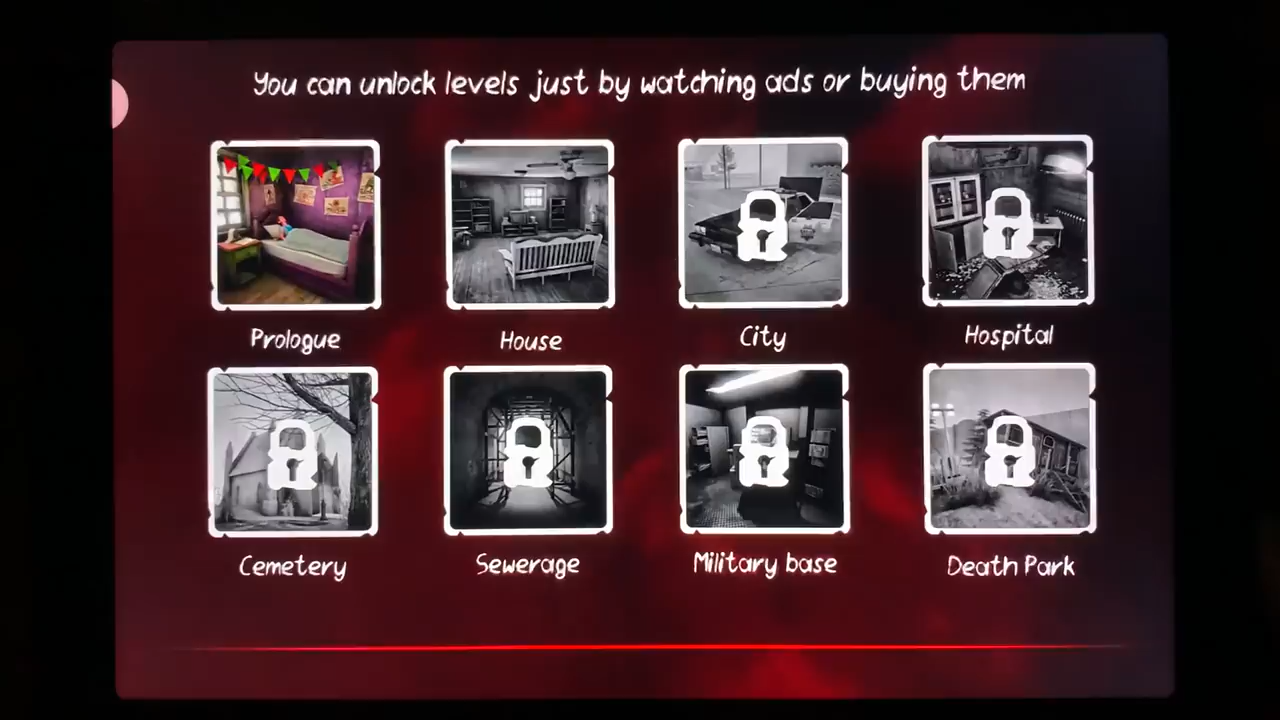 You can unlock levels just by watching ads or buying them
Prologue
House
City
Hospital
Cemetery
Sewerage
Military base
Death Park